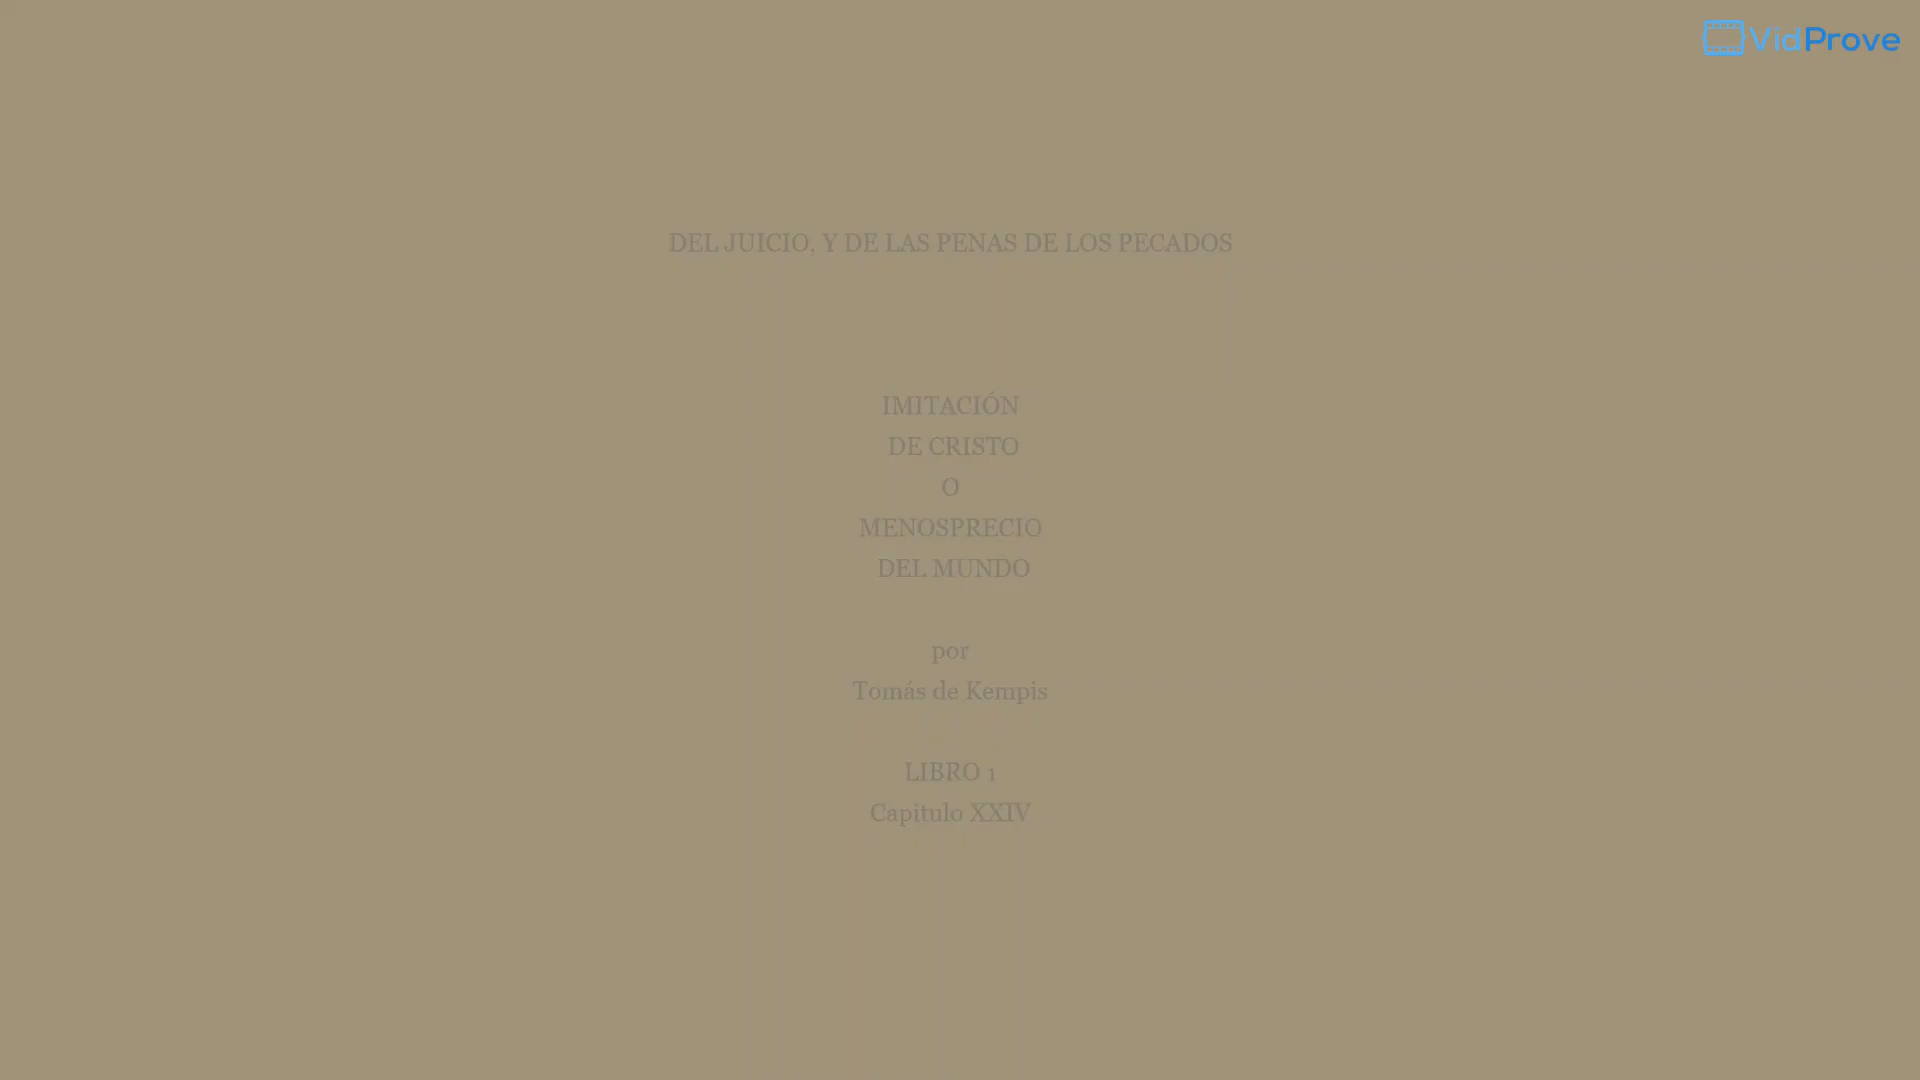 VidProve
DEL JUICIO, Y DE LAS PENAS DE LOS PECADOS
IMITACIÓN
DE CRISTO
O
MENOSPRECIO
DEL MUNDO
por
Tomás de Kempis
LIBRO 1
Capitulo XXIV